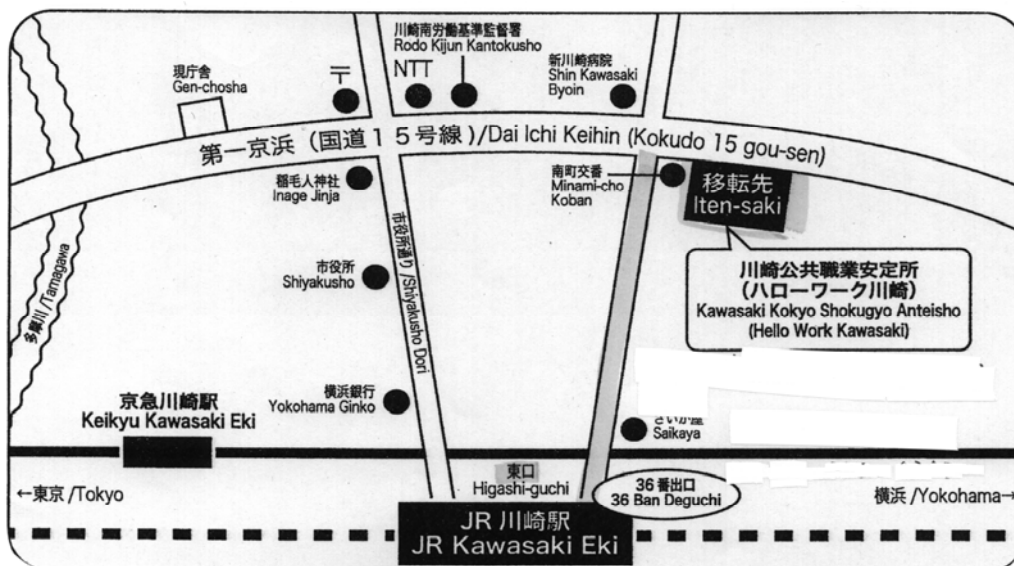 川崎南労働基準監督署
Rodo Kijun Kantokusho
現庁舎
Gen-chosha
〒
NTT
新川崎病院
Shin Kawasaki
Byoin
第一京浜 (国道15号線)/Dai Ichi Keihin (Kokudo 15 gou-sen)
稲毛人神社
Inage Jinja
南町交番
Minami-cho
Koban
移転先
Iten-saki
市役所通り/Shiyakusho Dori
市役所
Shiyakusho
川崎公共職業安定所
(ハローワーク川崎)
Kawasaki Kokyo Shokugyo Anteisho
(Hello Work Kawasaki)
多摩川/Tamagawa
京急川崎駅
Keikyu Kawasaki Eki
横浜銀行
Yokohama Ginko
さいか屋
Saikaya
東口
Higashi-guchi
36番出口
36 Ban Deguchi
←東京/Tokyo
横浜/Yokohama→
JR 川崎駅
JR Kawasaki Eki